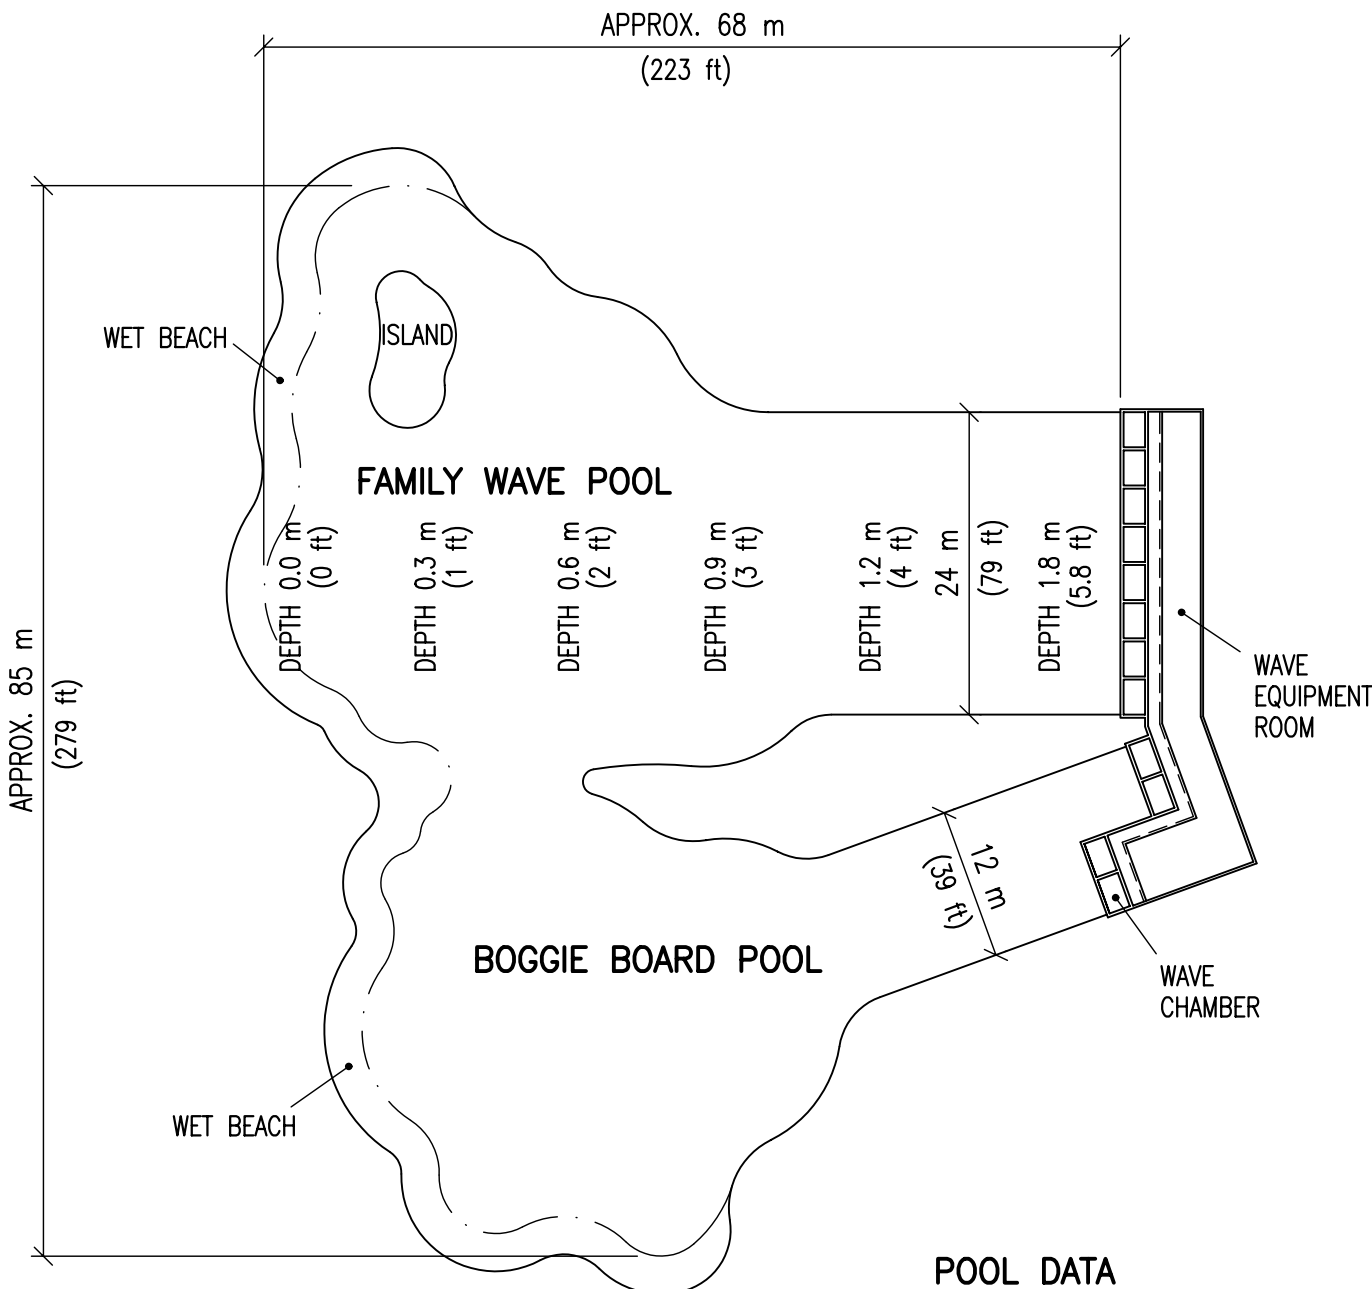 APPROX. 68 m
(223 ft)
WET BEACH
ISLAND
FAMILY WAVE POOL
DEPTH 0.0 m
(0 ft)
DEPTH 0.3 m
(1 ft)
DEPTH 0.6 m
(2 ft)
DEPTH 0.9 m
(3 ft)
DEPTH 1.2 m
(4 ft)
24 m
(79 ft)
DEPTH 1.8 m
(5.8 ft)
APPROX. 85 m
(279 ft)
WAVE
EQUIPMENT
ROOM
12 m
(39 ft)
BOGGIE BOARD POOL
WAVE
CHAMBER
WET BEACH
POOL DATA